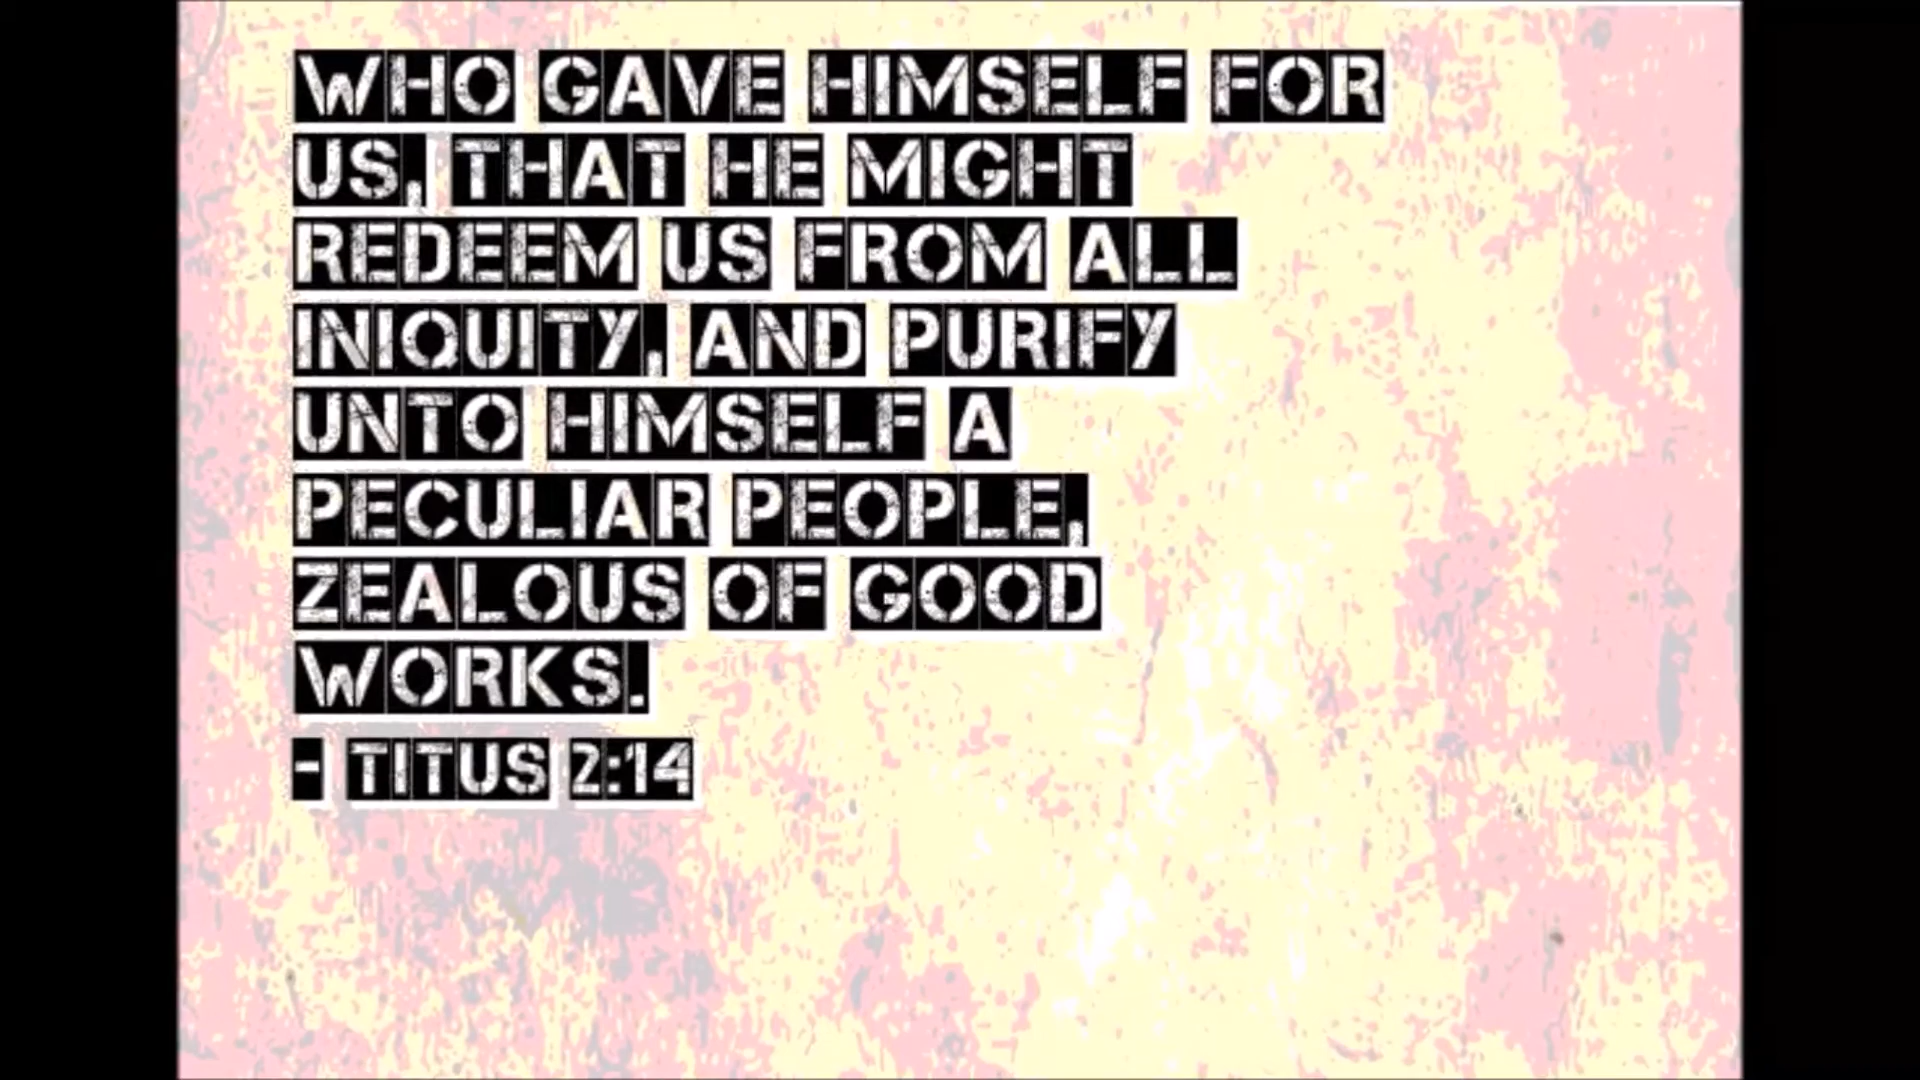 WHO GAVE HIMSELF FOR
US, THAT HE MIGHT
REDEEM US FROM ALL
INIQUITY, AND PURIFY
UNTO HIMSELF A
PECULIAR PEOPLE,
ZEALOUS OF GOOD
WORKS.
- TITUS 2:14